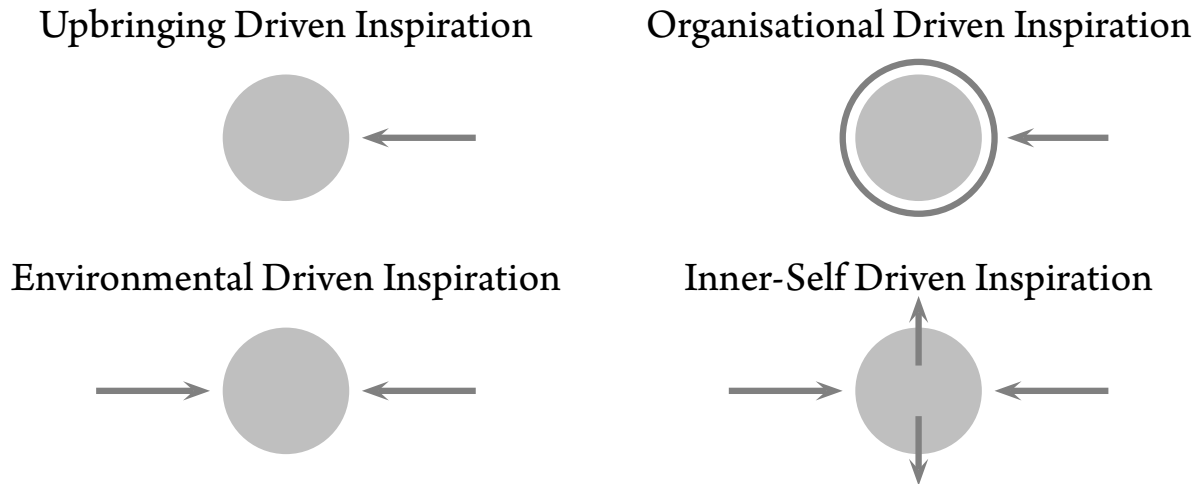 Upbringing Driven Inspiration
Organisational Driven Inspiration
Environmental Driven Inspiration
Inner-Self Driven Inspiration